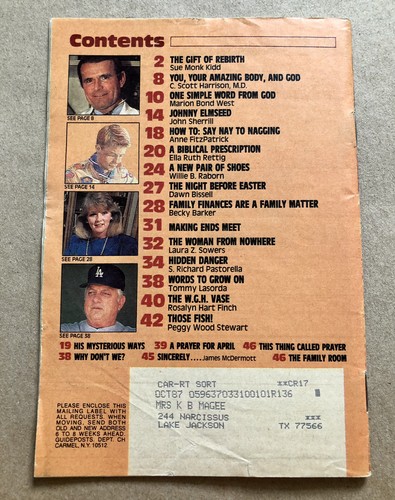 Contents
2 THE GIFT OF REBIRTH
Sue Monk Kidd
8 YOU, YOUR AMAZING BODY, AND GOD
C. Scott Harrison, M.D.
10 ONE SIMPLE WORD FROM GOD
Marion Bond West
14 JOHNNY ELMSEED
John Sherrill
18 HOW TO: SAY NAY TO NAGGING
Anne FitzPatrick
20 A BIBLICAL PRESCRIPTION
Ella Ruth Rettig
24 A NEW PAIR OF SHOES
Willie B. Raborn
27 THE NIGHT BEFORE EASTER
Dawn Bissell
28 FAMILY FINANCES ARE A FAMILY MATTER
Becky Barker
31 MAKING ENDS MEET
32 THE WOMAN FROM NOWHERE
Laura Z. Sowers
34 HIDDEN DANGER
S. Richard Pastorella
38 WORDS TO GROW ON
Tommy Lasorda
40 THE W.G.H. VASE
Rosalyn Hart Finch
42 THOSE FISH!
Peggy Wood Stewart
SEE PAGE 8
SEE PAGE 14
SEE PAGE 28
LA
SEE PAGE 38
19 HIS MYSTERIOUS WAYS 39 A PRAYER FOR APRIL 46 THIS THING CALLED PRAYER
38 WHY DON'T WE? 45 SINCERELY....James McDermott 46 THE FAMILY ROOM
PLEASE ENCLOSE THIS
MAILING LABEL WITH
ALL REQUESTS. WHEN
MOVING, SEND BOTH
OLD AND NEW ADDRESS
6 TO 8 WEEKS AHEAD.
GUIDEPOSTS. DEPT. CH
CARMEL, N.Y. 10512.
CAR-RT SORT **CR17
OCT87 059637033100101R136
MRS K B MAGEE
244 NARCISSUS ***
LAKE JACKSON TX 77566